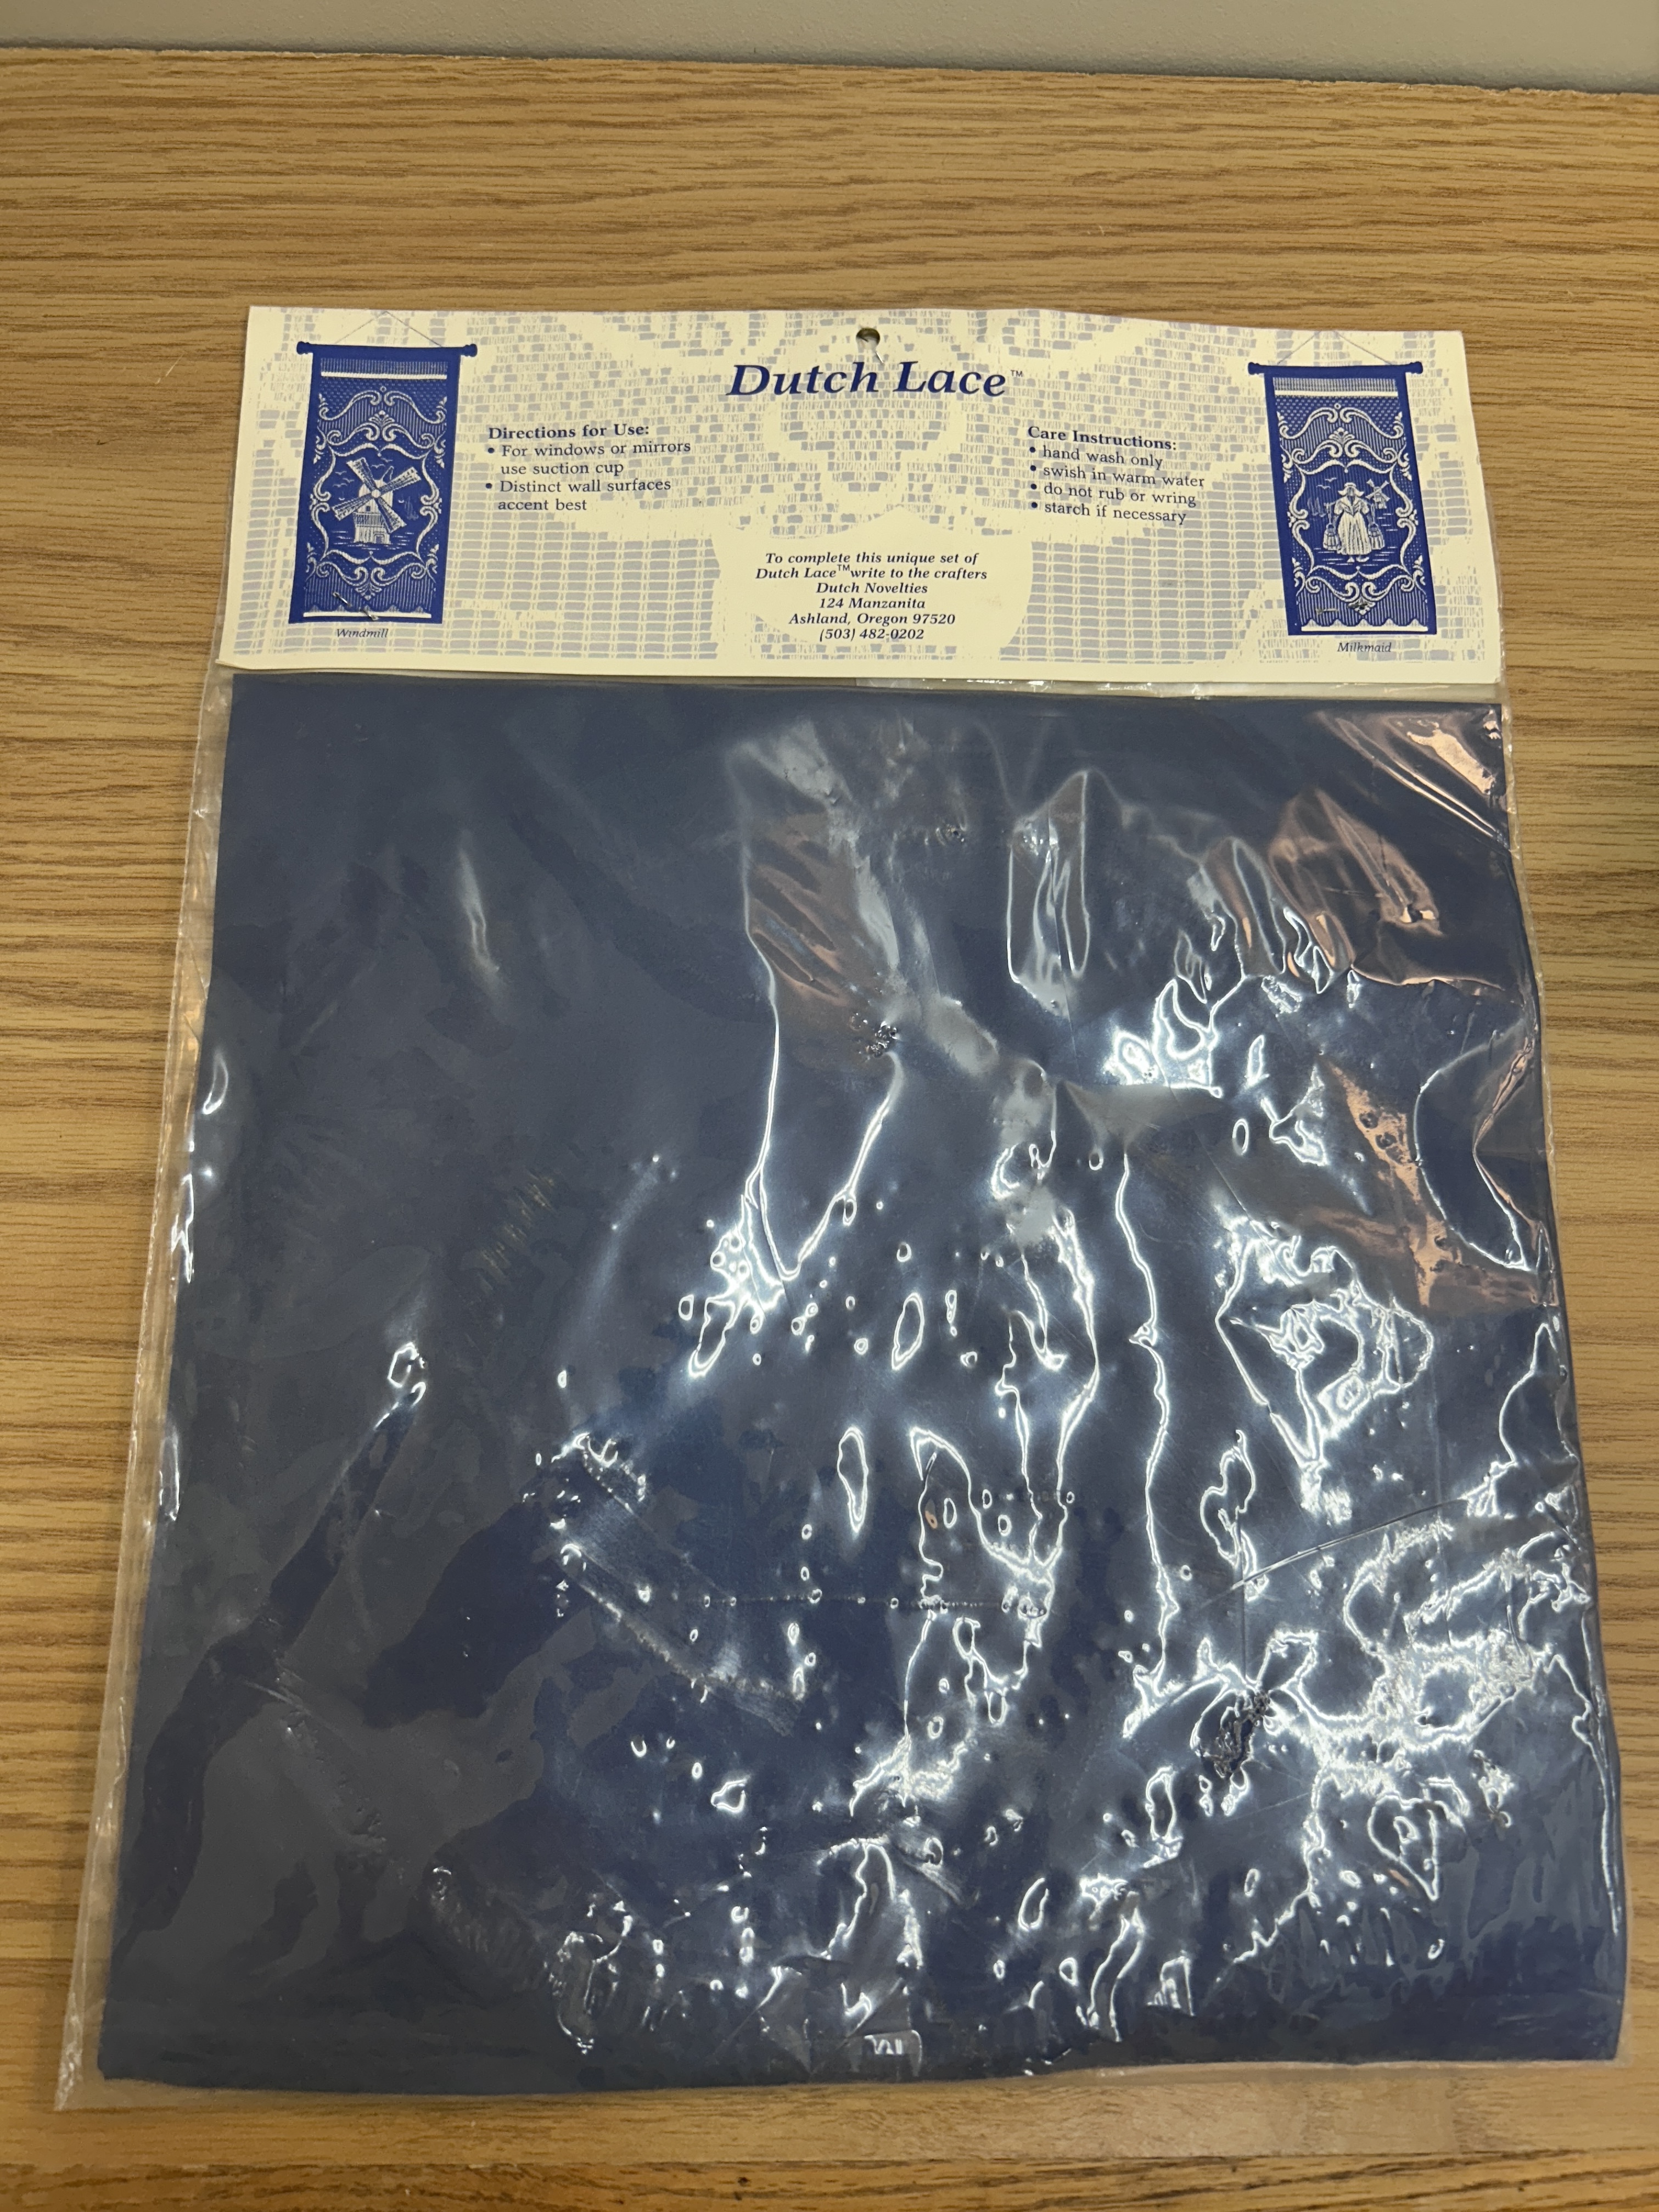 Dutch Lace™
Directions for Use:
• For windows or mirrors
use suction cup
• Distinct wall surfaces
accent best
Care Instructions:
• hand wash only
• swish in warm water
• do not rub or wring
• starch if necessary
To complete this unique set of
Dutch Lace™ write to the crafters
Dutch Novelties
124 Manzanita
Ashland, Oregon 97520
(503) 482-0202
Windmill
Milkmaid